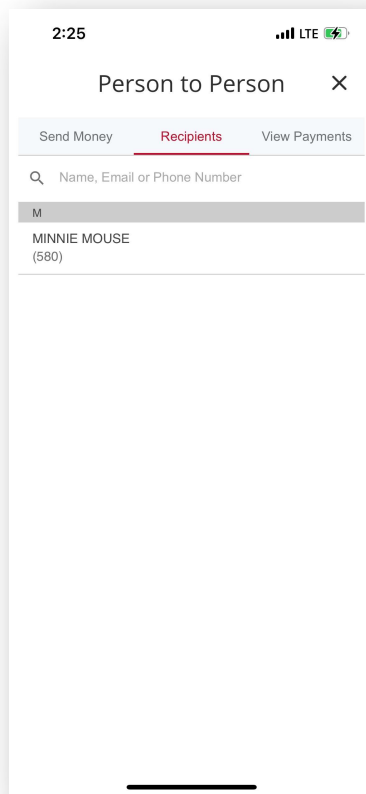 2:25 LTE
Person to Person
Send Money Recipients View Payments
Name, Email or Phone Number
M
MINNIE MOUSE
(580)